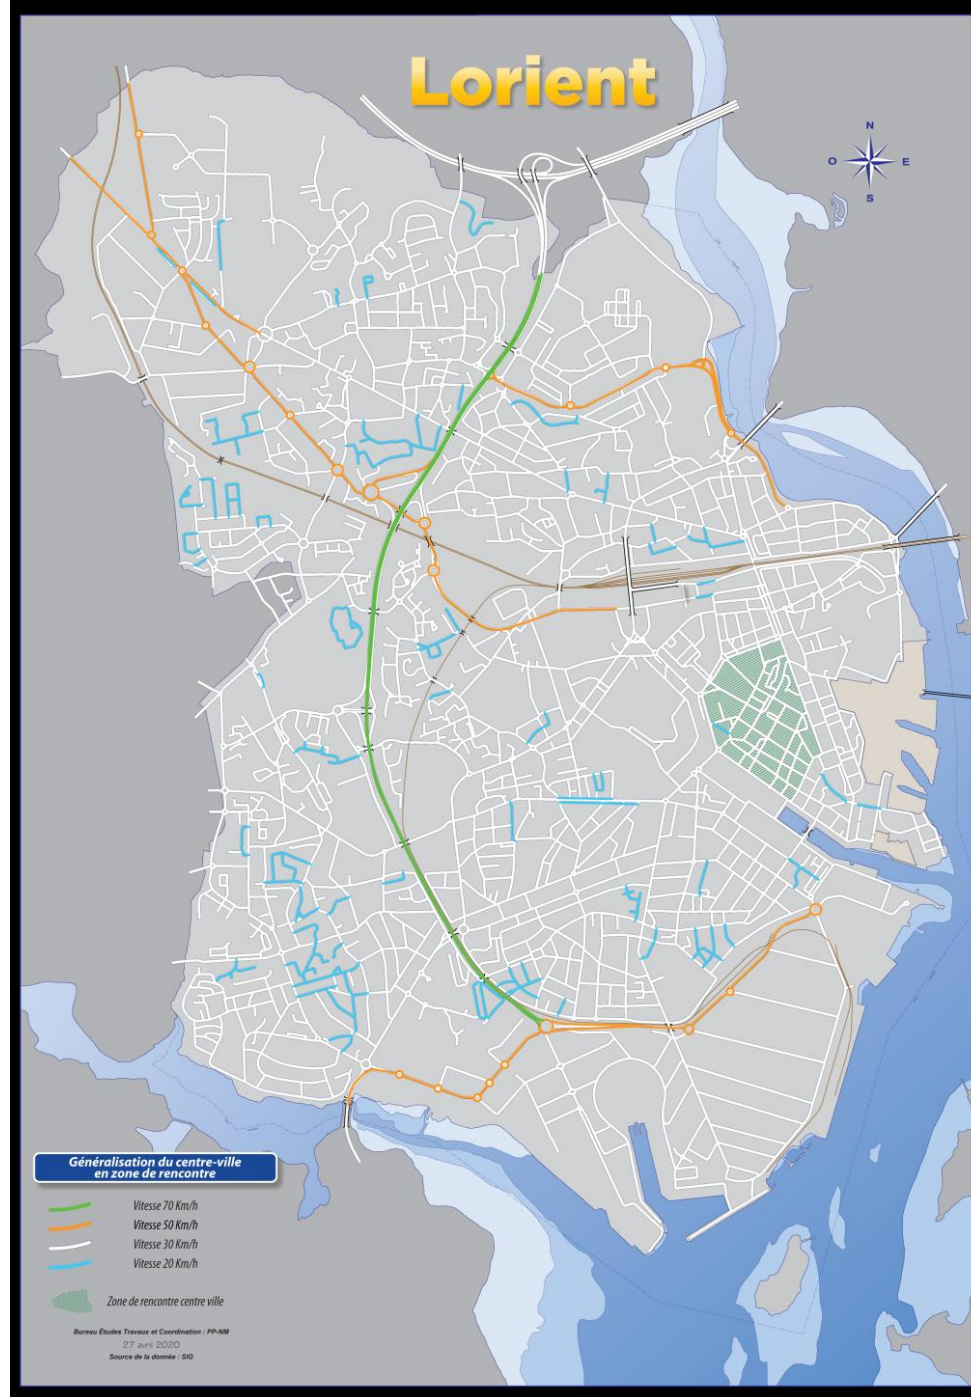 Lorient
N
O
E
S
Généralisation du centre-ville
en zone de rencontre
Vitesse 70 Km/h
Vitesse 50 Km/h
Vitesse 30 Km/h
Vitesse 20 Km/h
Zone de rencontre centre ville
Bureau Études Travaux et Coordination : PP-NM
27 avril 2020
Source de la donnée : SIG